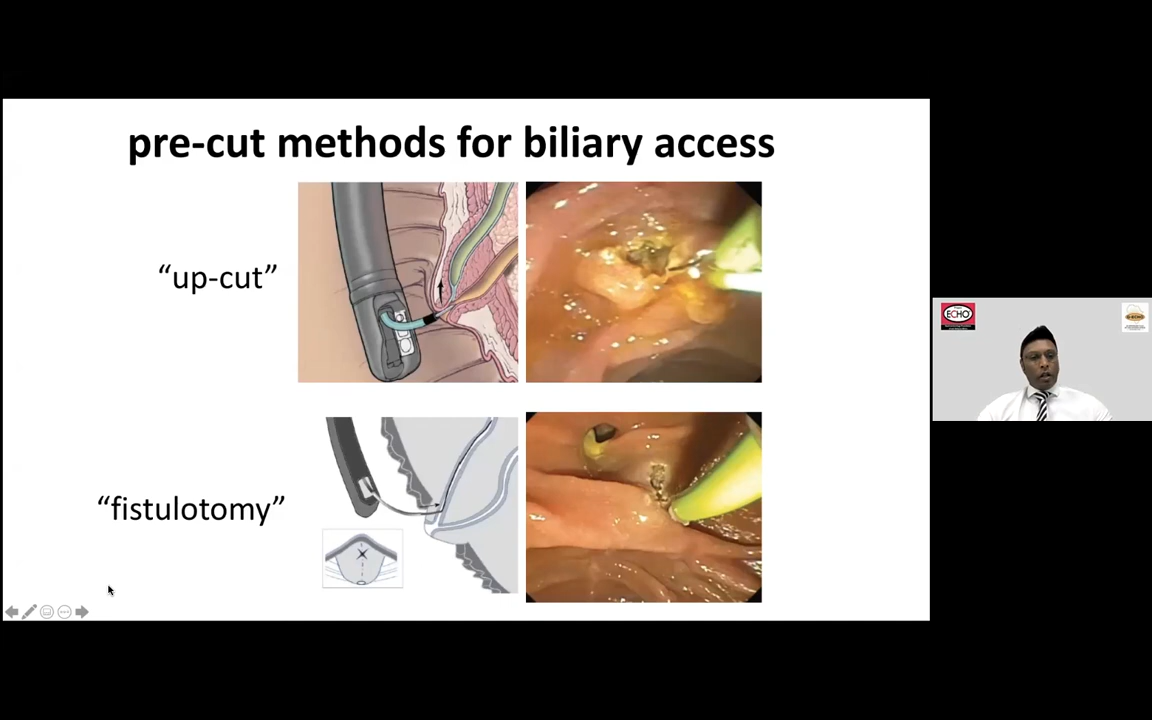 pre-cut methods for biliary access
“up-cut”
“fistulotomy”
ECHO